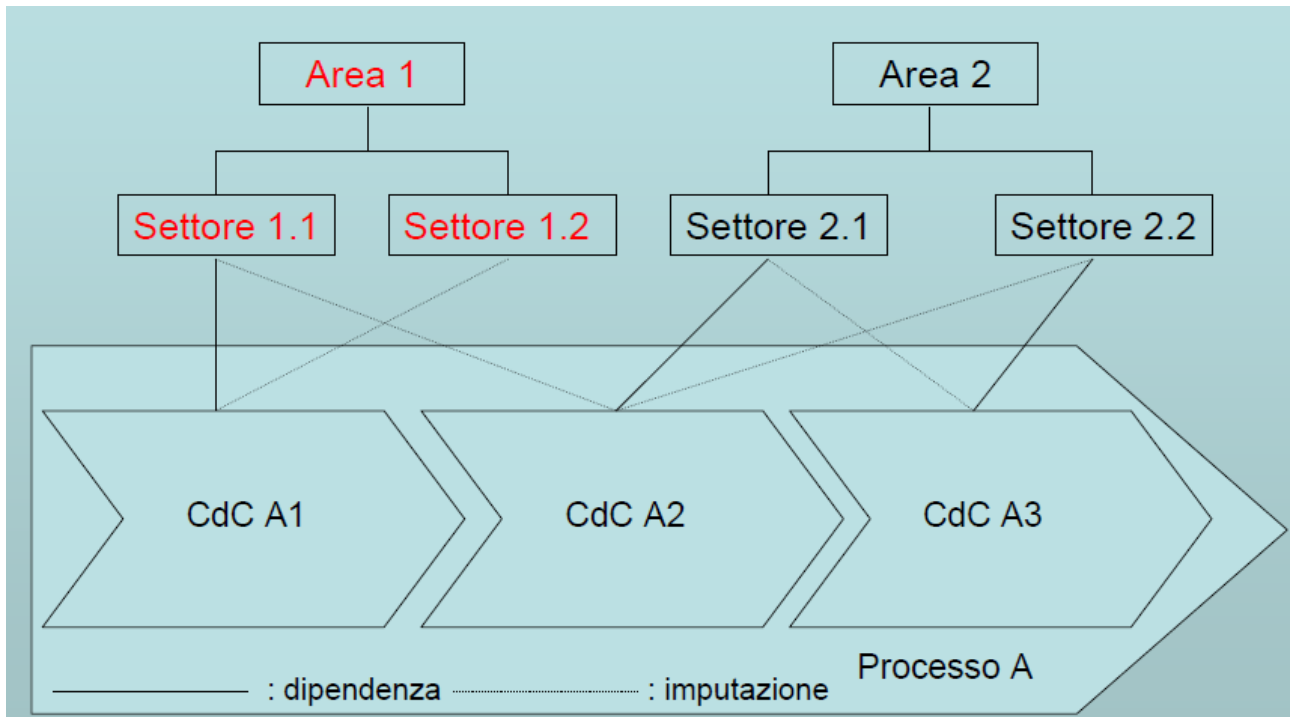 Area 1
Area 2
Settore 1.1
Settore 1.2
Settore 2.1
Settore 2.2
CdC A1
CdC A2
CdC A3
Processo A
: dipendenza
: imputazione